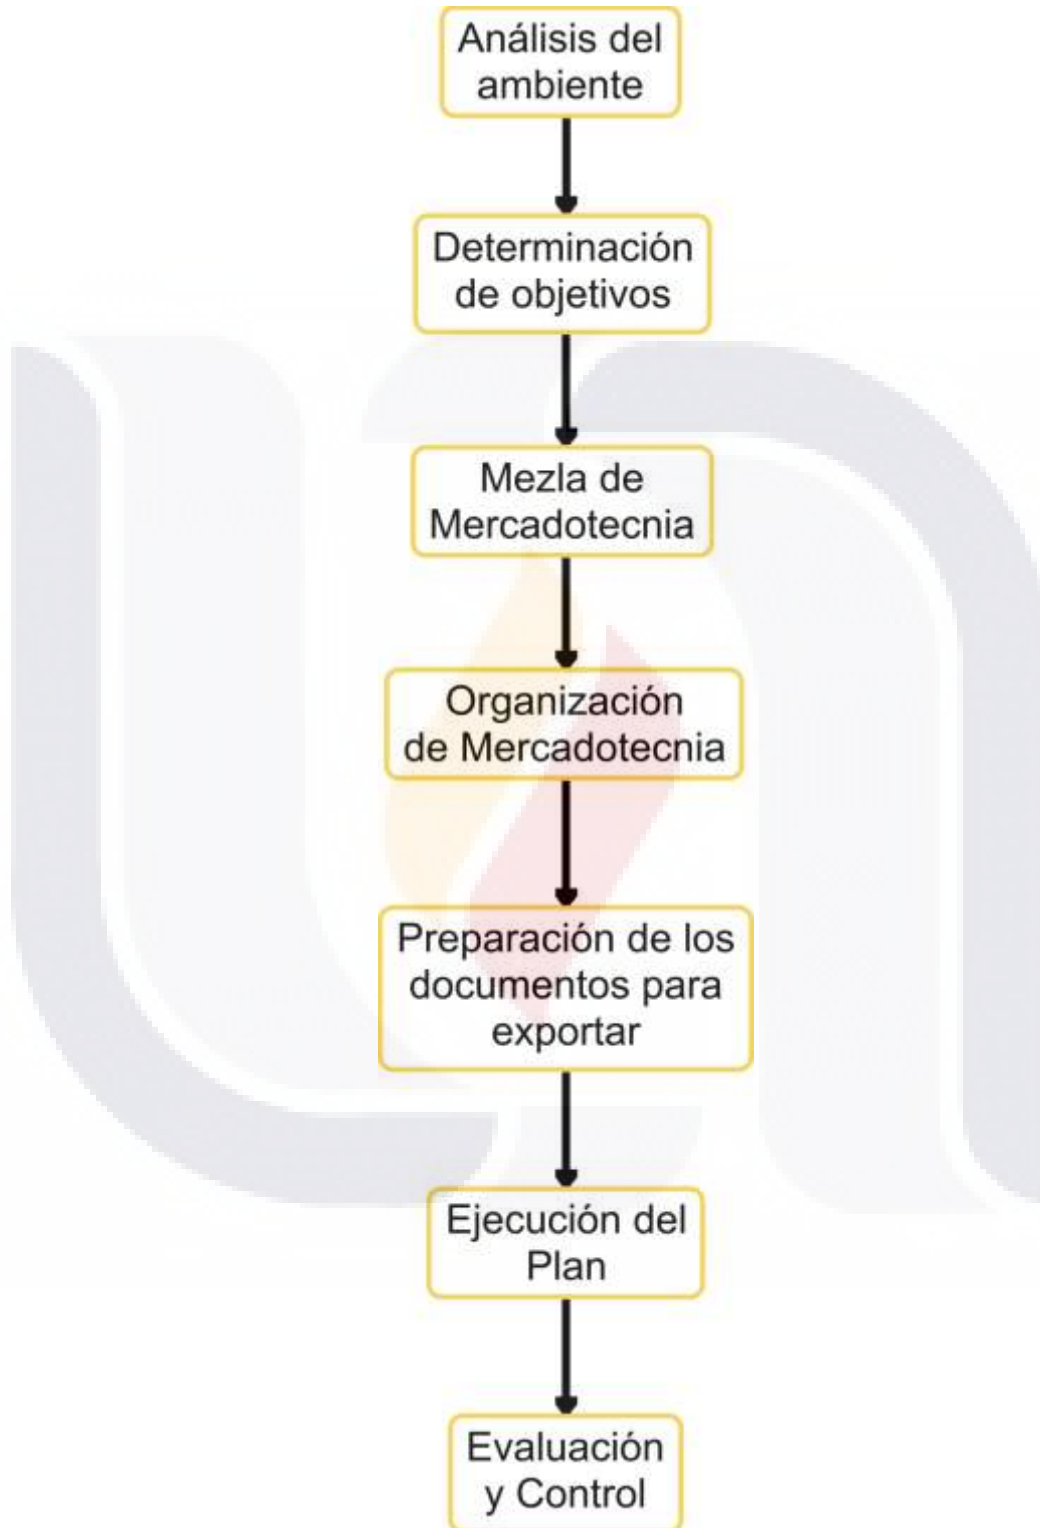 Análisis del
ambiente
Determinación
de objetivos
Mezla de
Mercadotecnia
Organización
de Mercadotecnia
Preparación de los
documentos para
exportar
Ejecución del
Plan
Evaluación
y Control